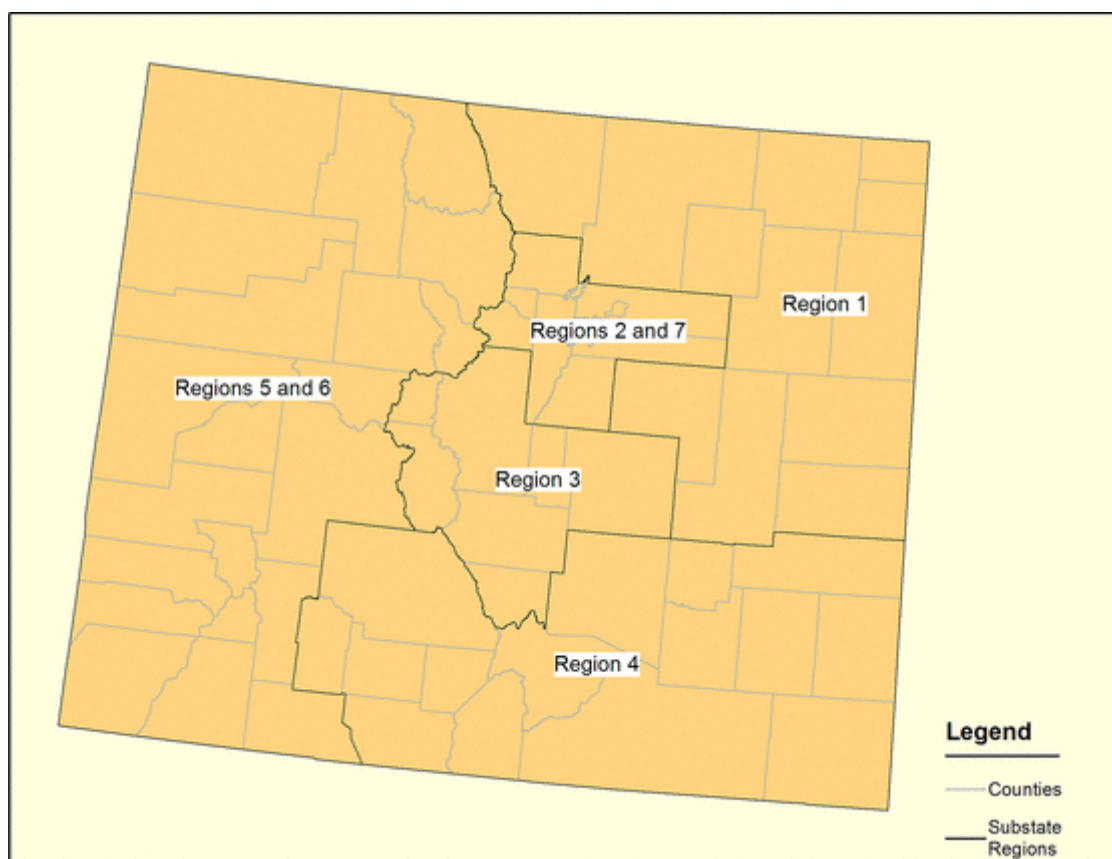 Region 1
Regions 2 and 7
Regions 5 and 6
Region 3
Region 4
Legend
Counties
Substate
Regions